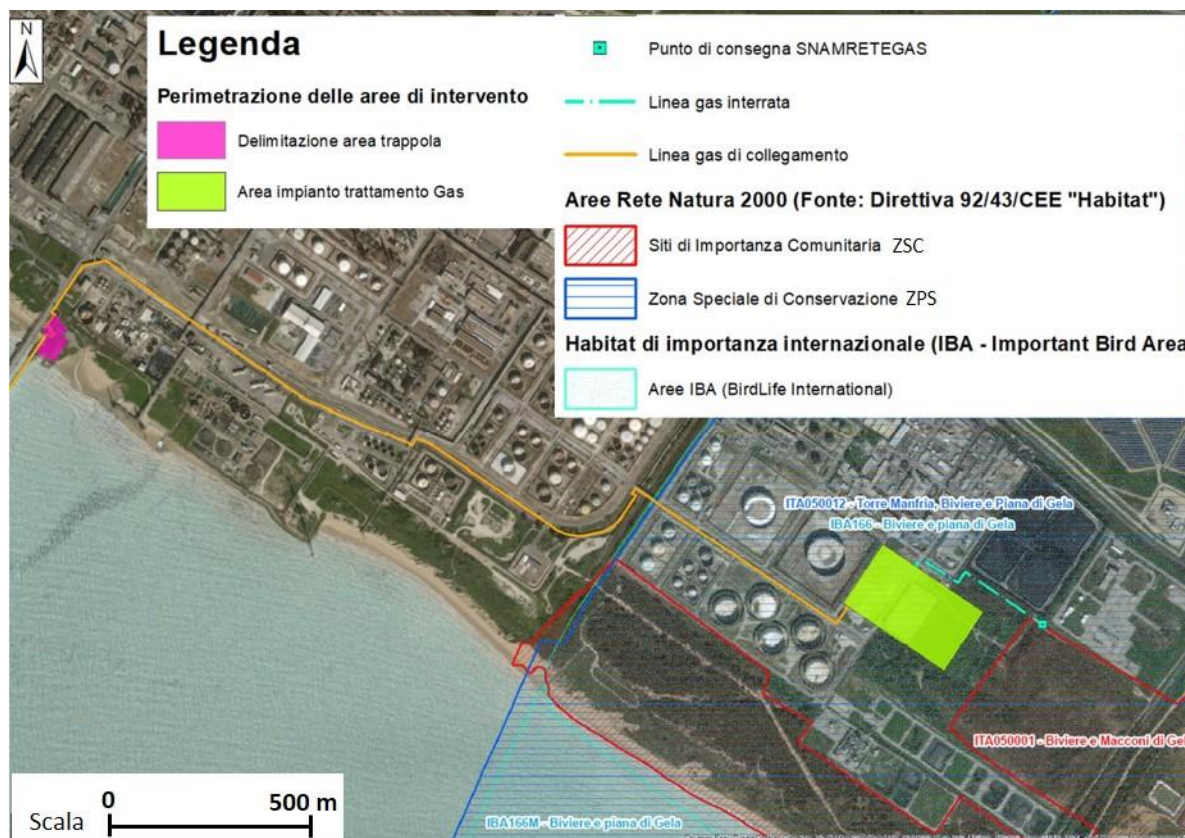 N
Legenda
Perimetrazione delle aree di intervento
Delimitazione area trappola
Area impianto trattamento Gas
Punto di consegna SNAMRETEGAS
Linea gas interrata
Linea gas di collegamento
Aree Rete Natura 2000 (Fonte: Direttiva 92/43/CEE "Habitat")
Siti di Importanza Comunitaria ZSC
Zona Speciale di Conservazione ZPS
Habitat di importanza internazionale (IBA - Important Bird Area
Aree IBA (BirdLife International)
ITA050012 - Torre Manfria, Biviere e Piana di Gela
IBA166 - Biviere e piana di Gela
ITA050001 - Biviere e Macconi di Gel
IBA166M - Biviere e piana di Gela
0 500 m
Scala